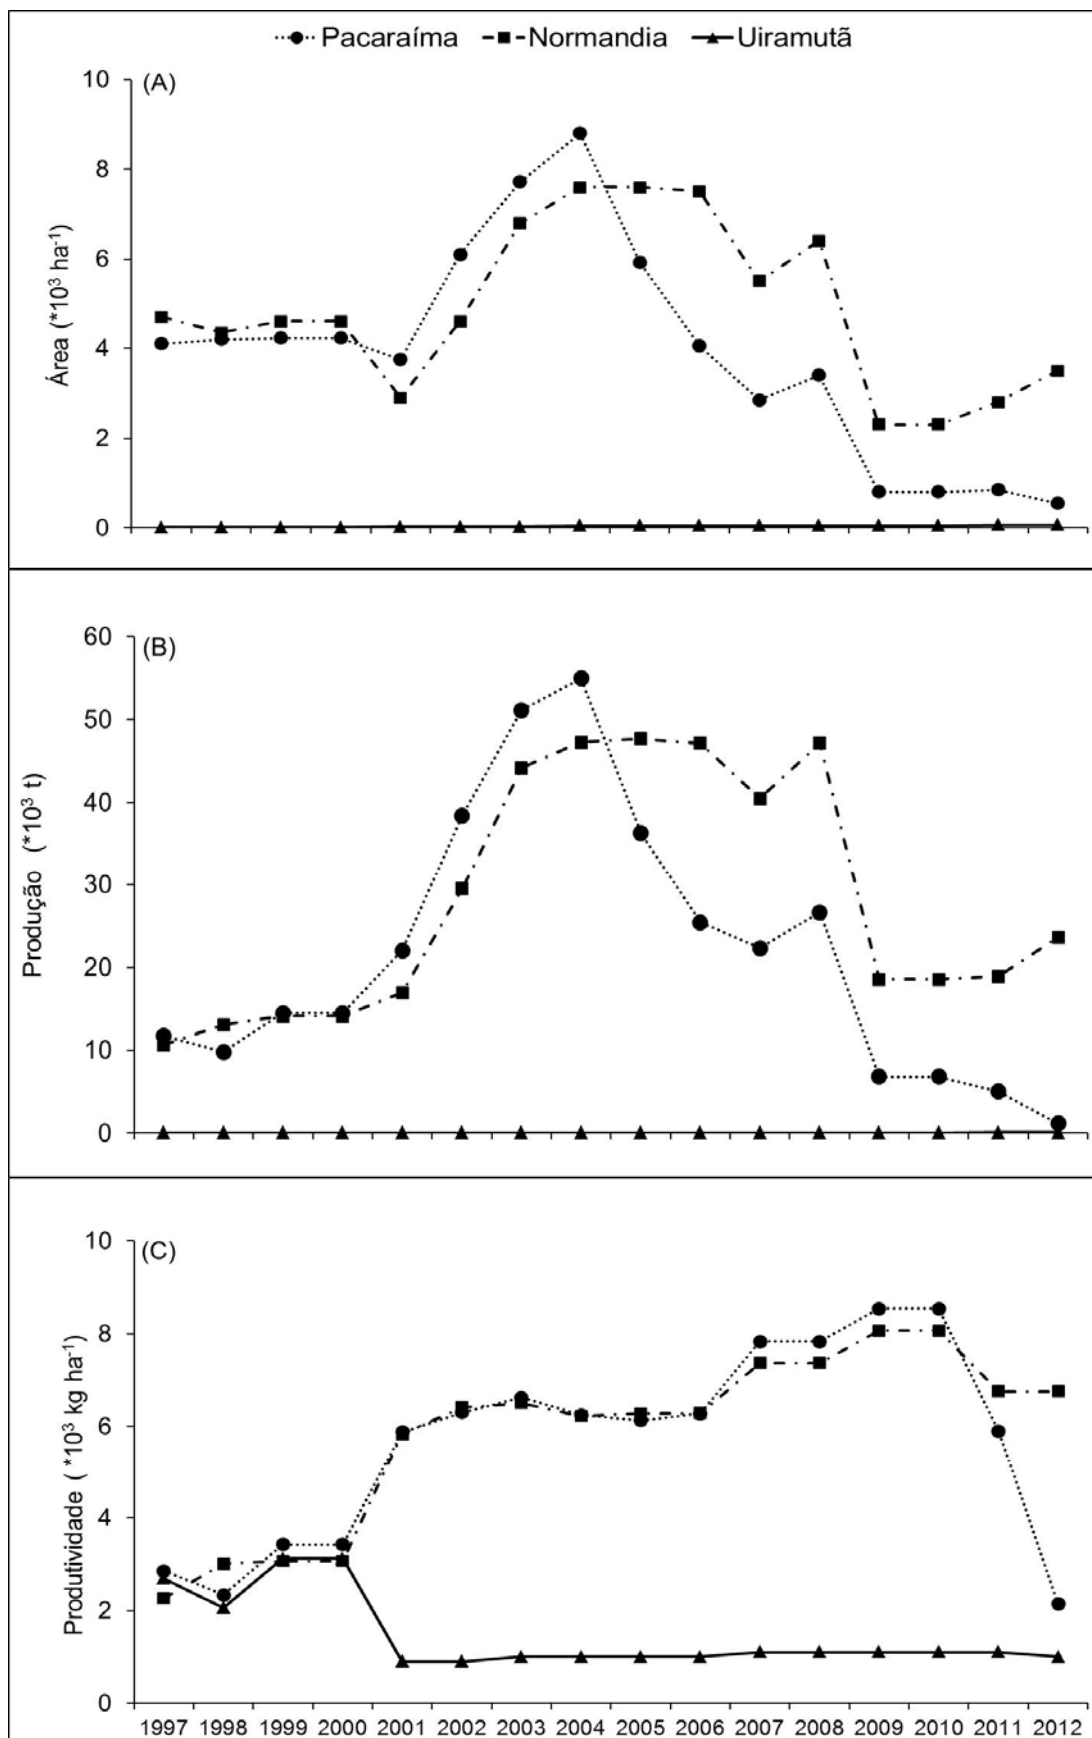 Pacaraíma Normandia Uiramutã
(A)
Área (*10³ ha⁻¹)
10
8
6
4
2
0
(B)
Produção (*10³ t)
60
50
40
30
20
10
0
(C)
Produtividade ( *10³ kg ha⁻¹)
10
8
6
4
2
0
1997 1998 1999 2000 2001 2002 2003 2004 2005 2006 2007 2008 2009 2010 2011 2012